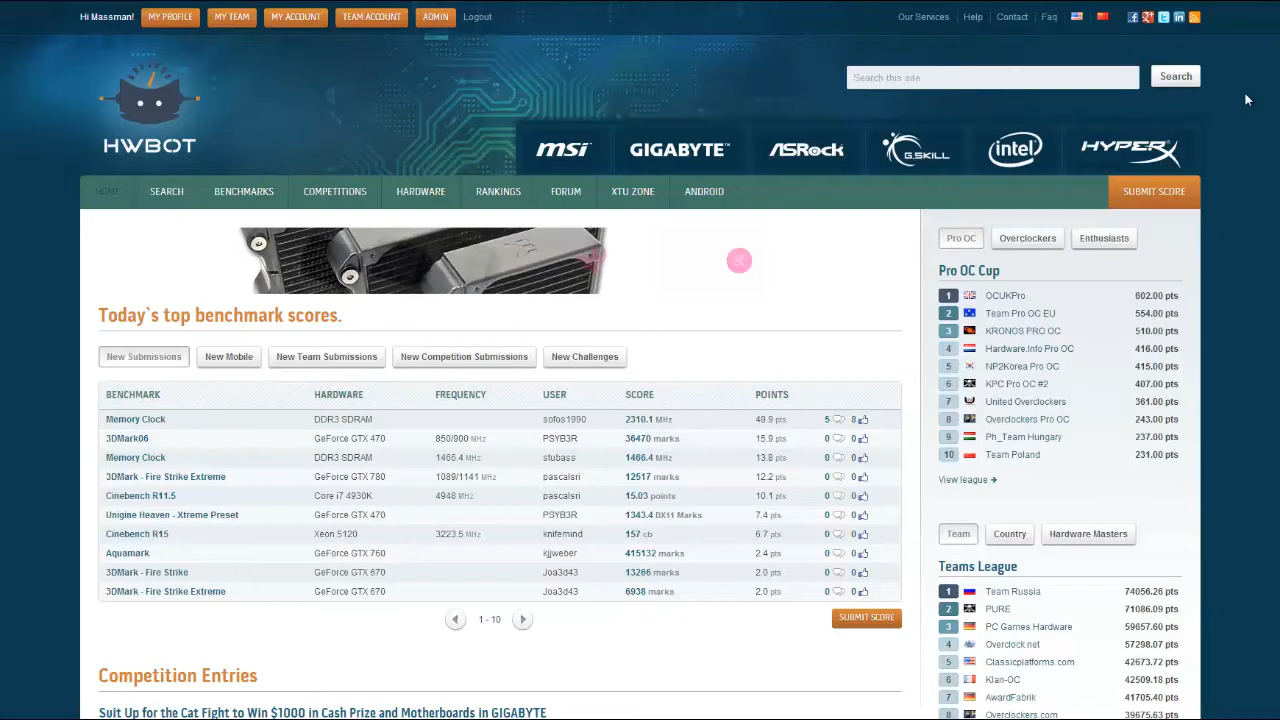 Hi Massman! MY PROFILE MY TEAM MY ACCOUNT TEAM ACCOUNT ADMIN Logout Our Services Help Contact Faq
Search this site Search
HWBOT
msi GIGABYTE™ ASRock G.SKILL intel HYPERX
HOME SEARCH BENCHMARKS COMPETITIONS HARDWARE RANKINGS FORUM XTU ZONE ANDROID SUBMIT SCORE
Today`s top benchmark scores.
New Submissions New Mobile New Team Submissions New Competition Submissions New Challenges
BENCHMARK HARDWARE FREQUENCY USER SCORE POINTS
Memory Clock DDR3 SDRAM sofos1990 2310.1 MHz 49.9 pts 5 8
3DMark06 GeForce GTX 470 850/900 MHz PSYB3R 36470 marks 15.9 pts 0 0
Memory Clock DDR3 SDRAM 1466.4 MHz stubass 1466.4 MHz 13.8 pts 0 0
3DMark - Fire Strike Extreme GeForce GTX 780 1089/1141 MHz pascalsri 12517 marks 12.2 pts 0 0
Cinebench R11.5 Core i7 4930K 4948 MHz pascalsri 15.03 points 10.1 pts 0 0
Unigine Heaven - Xtreme Preset GeForce GTX 470 PSYB3R 1343.4 DX11 Marks 7.4 pts 0 0
Cinebench R15 Xeon 5120 3223.5 MHz knifemind 157 cb 6.7 pts 0 0
Aquamark GeForce GTX 760 kjjweber 415132 marks 2.4 pts 0 0
3DMark - Fire Strike GeForce GTX 670 Joa3d43 13266 marks 2.0 pts 0 0
3DMark - Fire Strike Extreme GeForce GTX 670 Joa3d43 6938 marks 2.0 pts 0 0
1 - 10 SUBMIT SCORE
Competition Entries
Suit Up for the Cat Fight to Win $1000 in Cash Prize and Motherboards in GIGABYTE
Pro OC Overclockers Enthusiasts
Pro OC Cup
1 OCUKPro 602.00 pts
2 Team Pro OC EU 554.00 pts
3 KRONOS PRO OC 510.00 pts
4 Hardware.Info Pro OC 416.00 pts
5 NP2Korea Pro OC 415.00 pts
6 KPC Pro OC #2 407.00 pts
7 United Overclockers 361.00 pts
8 Overclockers Pro OC 243.00 pts
9 Ph_Team Hungary 237.00 pts
10 Team Poland 231.00 pts
View league
Team Country Hardware Masters
Teams League
1 Team Russia 74056.26 pts
2 PURE 71086.09 pts
3 PC Games Hardware 59657.60 pts
4 Overclock.net 57298.07 pts
5 Classicplatforms.com 42673.72 pts
6 Klan-OC 42509.18 pts
7 AwardFabrik 41705.40 pts
8 Overclockers.com 40375.04 pts